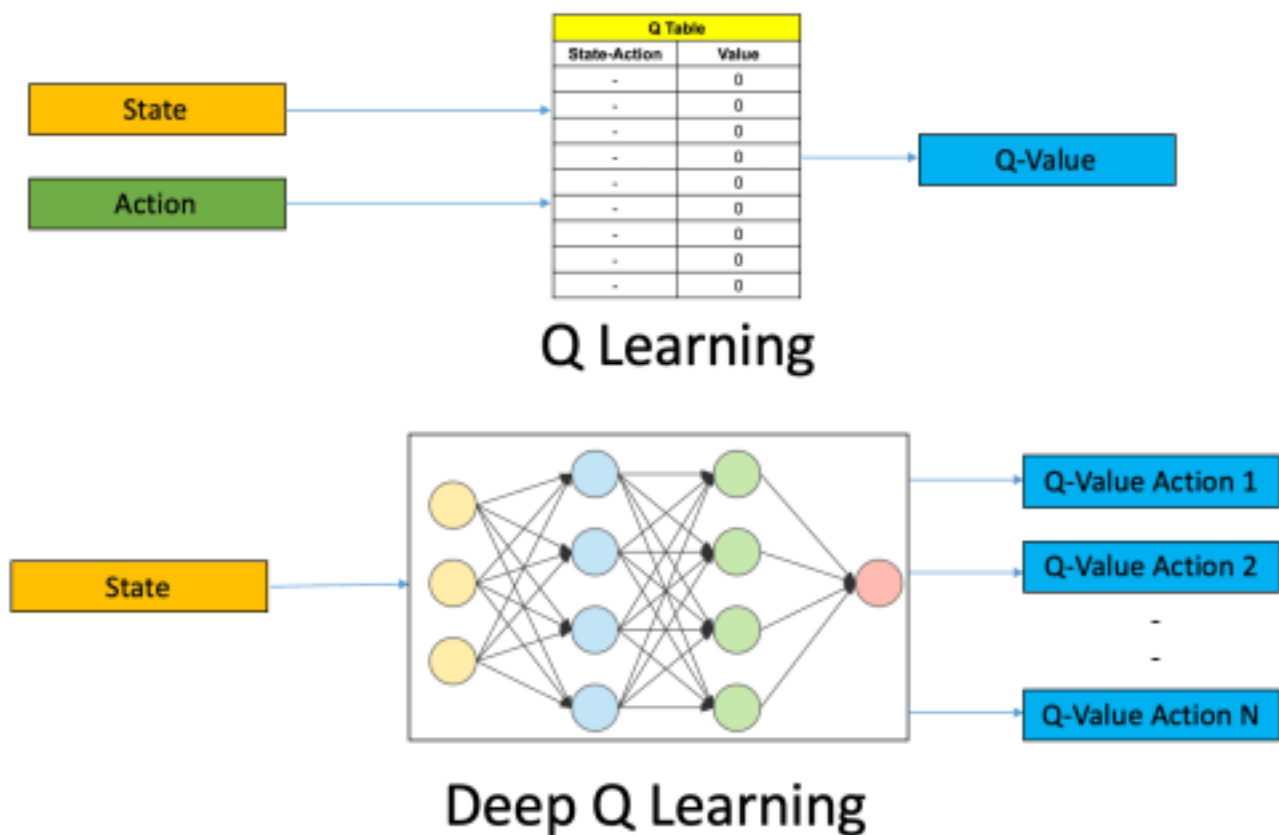 Q Table
State-Action Value
- 0
- 0
- 0
- 0
- 0
- 0
- 0
- 0
- 0
State
Action
Q-Value
Q Learning
State
Q-Value Action 1
Q-Value Action 2
-
-
Q-Value Action N
Deep Q Learning